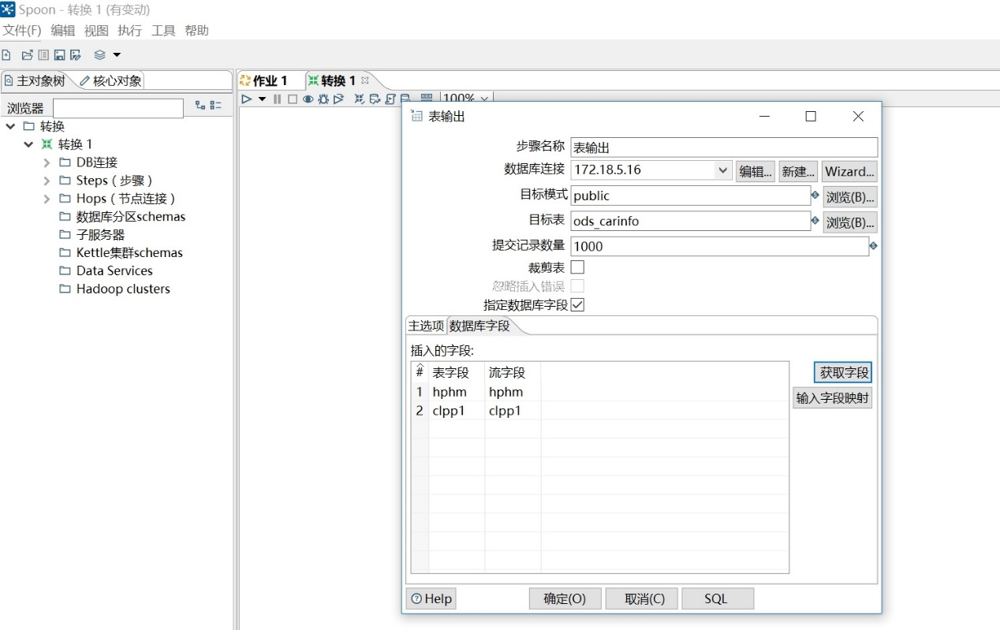 Spoon - 转换 1 (有变动)
文件(F) 编辑 视图 执行 工具 帮助
主对象树 核心对象
作业 1 转换 1
浏览器
100%
转换
转换 1
DB连接
Steps（步骤）
Hops（节点连接）
数据库分区schemas
子服务器
Kettle集群schemas
Data Services
Hadoop clusters
表输出
步骤名称 表输出
数据库连接 172.18.5.16 编辑... 新建... Wizard...
目标模式 public 浏览(B)...
目标表 ods_carinfo 浏览(B)...
提交记录数量 1000
裁剪表
忽略插入错误
指定数据库字段
主选项 数据库字段
插入的字段:
# 表字段 流字段 获取字段
1 hphm hphm
输入字段映射
2 clpp1 clpp1
Help 确定(O) 取消(C) SQL